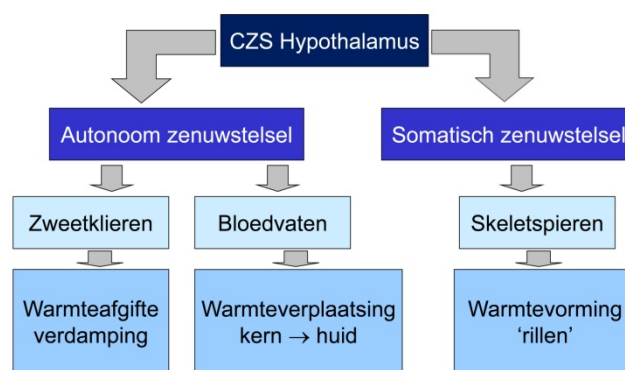 CZS Hypothalamus
Autonoom zenuwstelsel
Somatisch zenuwstelsel
Zweetklieren
Bloedvaten
Skeletspieren
Warmteafgifte
verdamping
Warmteverplaatsing
kern → huid
Warmtevorming
‘rillen’